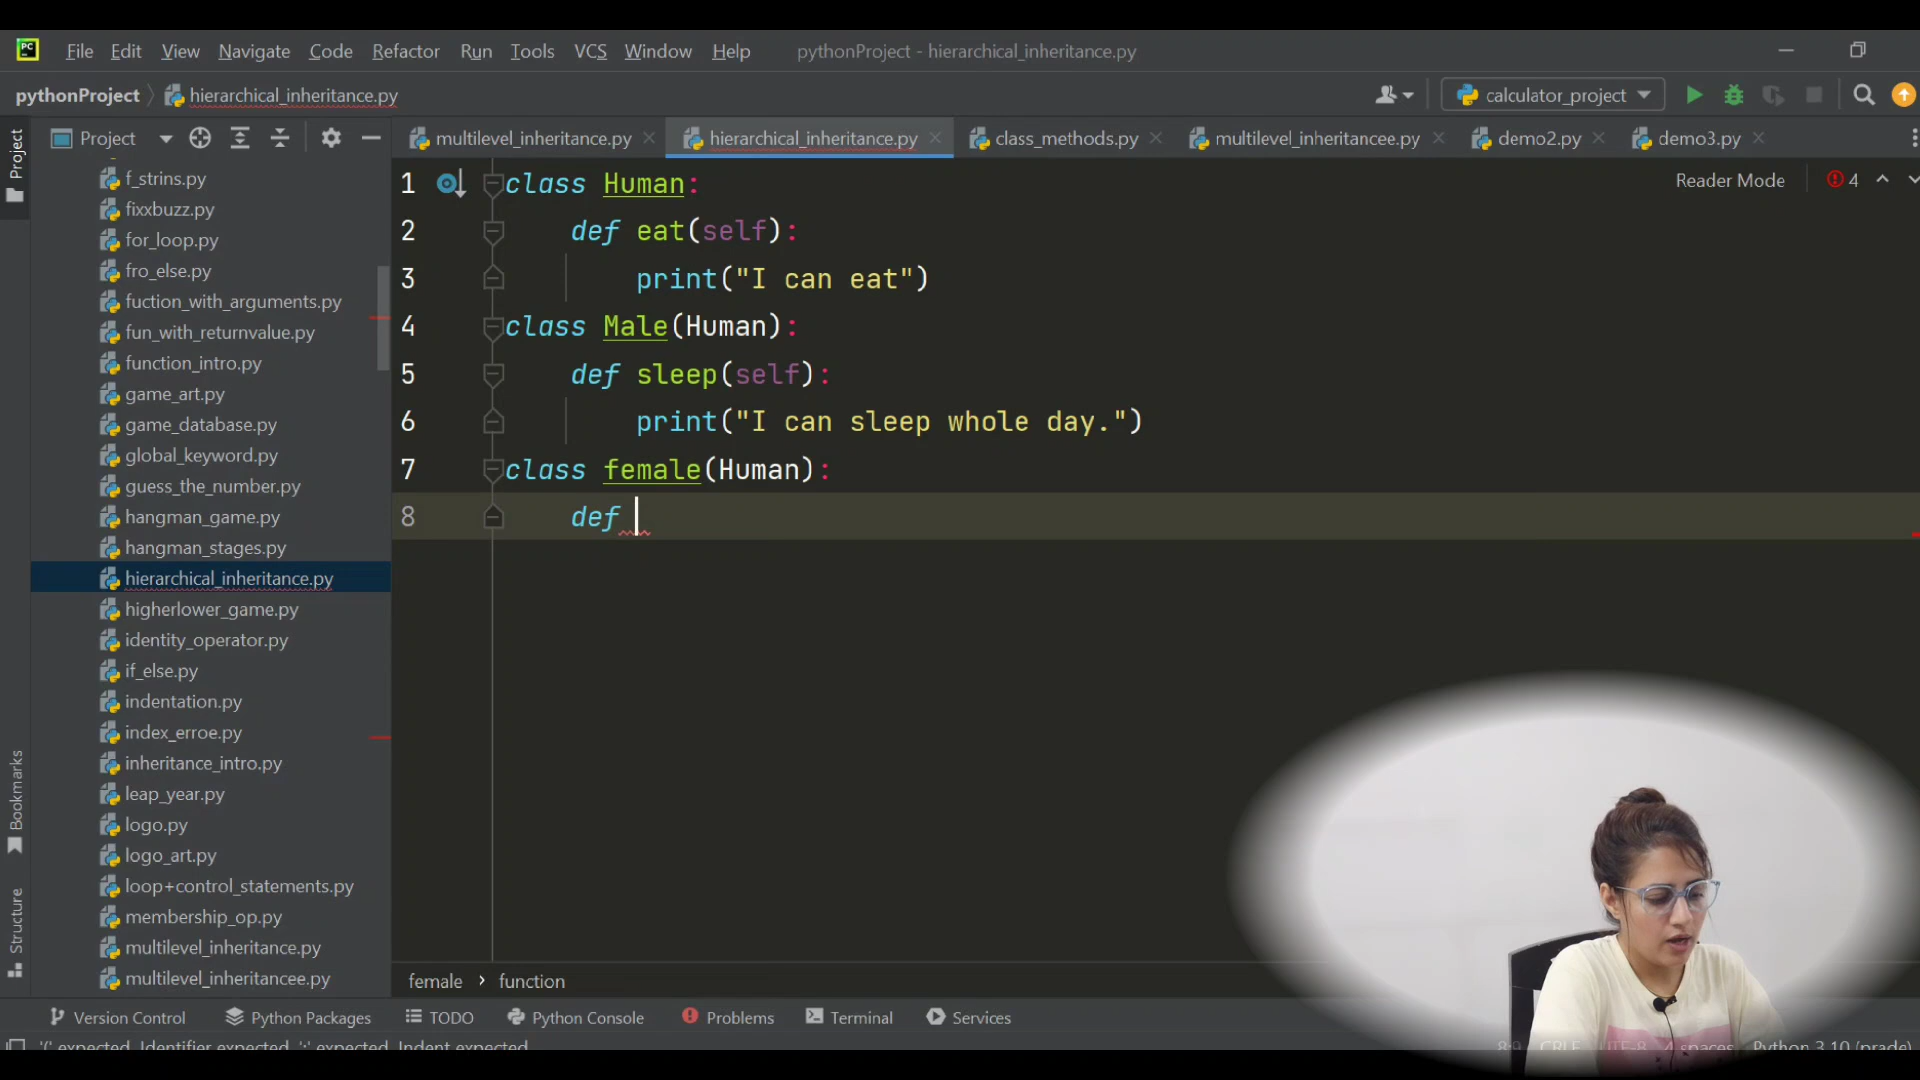 PC File Edit View Navigate Code Refactor Run Tools VCS Window Help pythonProject - hierarchical_inheritance.py
pythonProject hierarchical_inheritance.py calculator_project
Project multilevel_inheritance.py hierarchical_inheritance.py class_methods.py multilevel_inheritancee.py demo2.py demo3.py
Project
Reader Mode 4
f_strins.py
fixxbuzz.py
for_loop.py
fro_else.py
fuction_with_arguments.py
fun_with_returnvalue.py
function_intro.py
game_art.py
game_database.py
global_keyword.py
guess_the_number.py
hangman_game.py
hangman_stages.py
hierarchical_inheritance.py
higherlower_game.py
identity_operator.py
if_else.py
indentation.py
index_erroe.py
inheritance_intro.py
leap_year.py
logo.py
logo_art.py
loop+control_statements.py
membership_op.py
multilevel_inheritance.py
multilevel_inheritancee.py
1 class Human:
2 def eat(self):
3 print("I can eat")
4 class Male(Human):
5 def sleep(self):
6 print("I can sleep whole day.")
7 class female(Human):
8 def
Bookmarks
Structure
female › function
Version Control Python Packages TODO Python Console Problems Terminal Services
'(' expected Identifier expected ':' expected Indent expected 8:9 CRLF UTF-8 4 spaces Python 3.10 (prade)